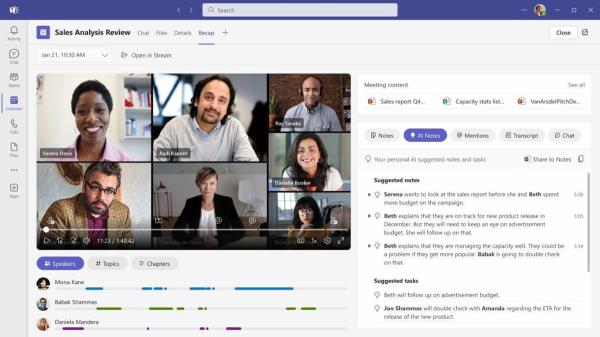 Search
Sales Analysis Review
Chat
Files
Details
Recap
Close
Activity
Chat
Teams
Calendar
Calls
Files
Apps
Jan 21, 10:30 AM
Open in Stream
Serena Davis
Aadi Kapoor
Ray Tanaka
Danielle Booker
11:23 / 1:48:42
1x
Speakers
# Topics
Chapters
Mona Kane
Babak Shammas
Daniela Mandera
Meeting content
See all
Sales report Q4...
Capacity stats list...
VanArsdelPitchDe...
Notes
AI Notes
Mentions
Transcript
Chat
Your personal AI suggested notes and tasks
Share to Notes
Suggested notes
Serena wants to look at the sales report before she and Beth spend
more budget on the campaign.
Beth explains that they are on track for new product release in
December. But they will need to keep an eye on advertisement
budget. She will follow up on that.
Beth explains that they are managing the capacity well. They could be
a problem if they get more popular. Babak is going to double check
on that.
Suggested tasks
Beth will follow up on advertisement budget.
Jon Shammas will double check with Amanda regarding the ETA for the
release of the new product.